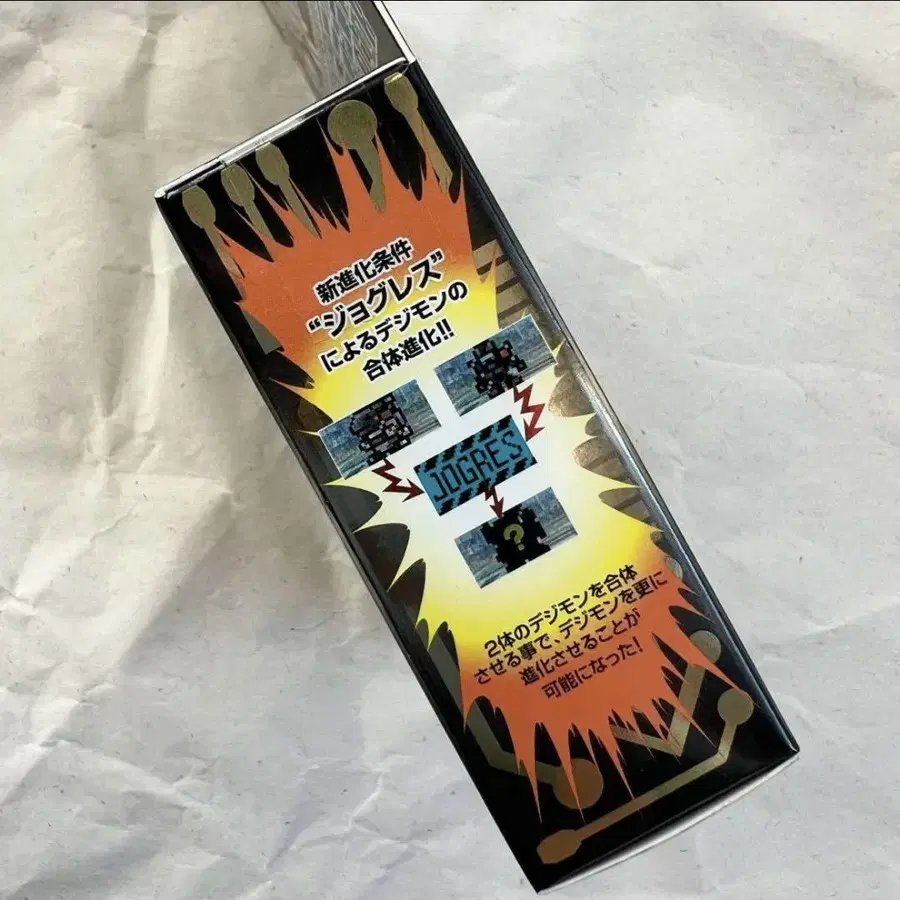 新進化条件
“ジョグレス”
によるデジモンの
合体進化!!
JOGRES
?
2体のデジモンを合体
させる事で、デジモンを更に
進化させることが
可能になった!